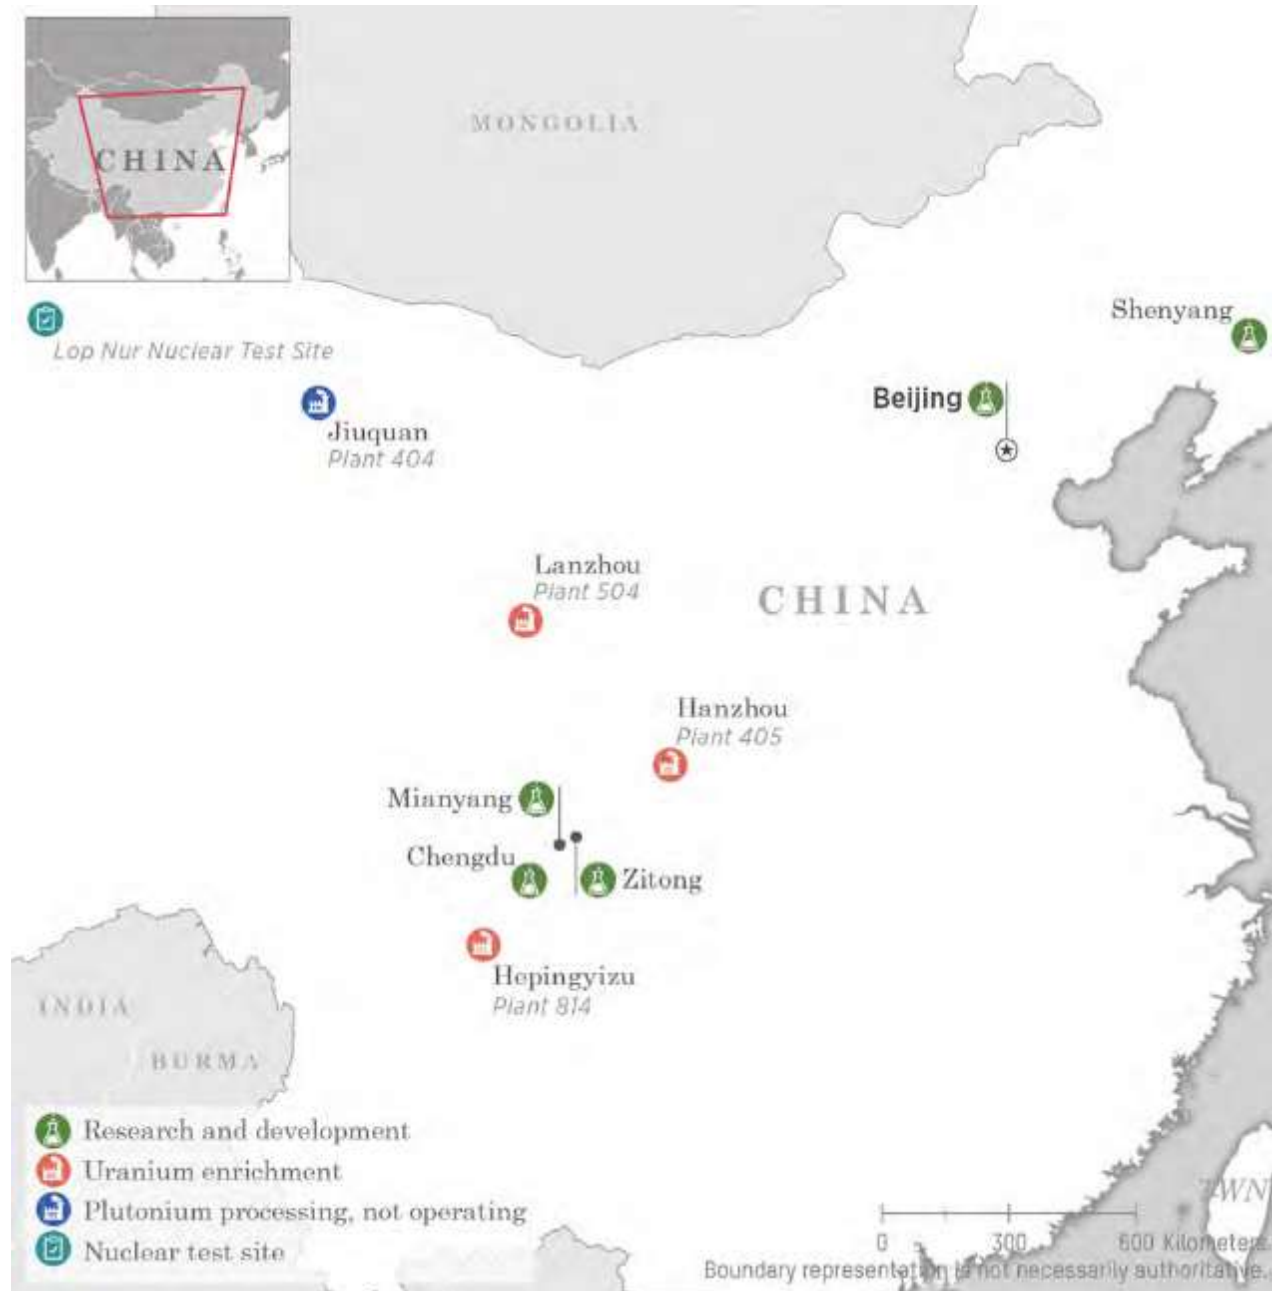 CHINA
MONGOLIA
Lop Nur Nuclear Test Site
Shenyang
Beijing
Jiuquan
Plant 404
Lanzhou
Plant 504
CHINA
Hanzhou
Plant 405
Mianyang
Chengdu
Zitong
Hepingyizu
Plant 814
INDIA
BURMA
Research and development
Uranium enrichment
Plutonium processing, not operating
Nuclear test site
TWN
0 300 600 Kilometers
Boundary representation is not necessarily authoritative.